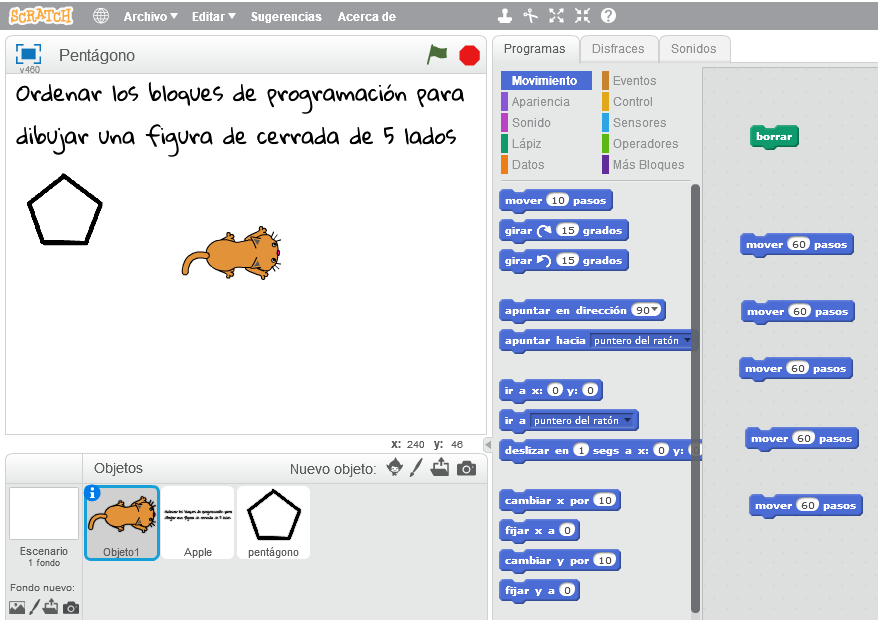 SCRATCH Archivo Editar Sugerencias Acerca de
v460 Pentágono
Ordenar los bloques de programación para
dibujar una figura de cerrada de 5 lados
x: 240 y: 46
Objetos Nuevo objeto:
Escenario
1 fondo
Fondo nuevo:
Objeto1
Apple
pentágono
Programas Disfraces Sonidos
Movimiento Eventos
Apariencia Control
Sonido Sensores
Lápiz Operadores
Datos Más Bloques
mover 10 pasos
girar 15 grados
girar 15 grados
apuntar en dirección 90
apuntar hacia puntero del ratón
ir a x: 0 y: 0
ir a puntero del ratón
deslizar en 1 segs a x: 0 y: 0
cambiar x por 10
fijar x a 0
cambiar y por 10
fijar y a 0
borrar
mover 60 pasos
mover 60 pasos
mover 60 pasos
mover 60 pasos
mover 60 pasos